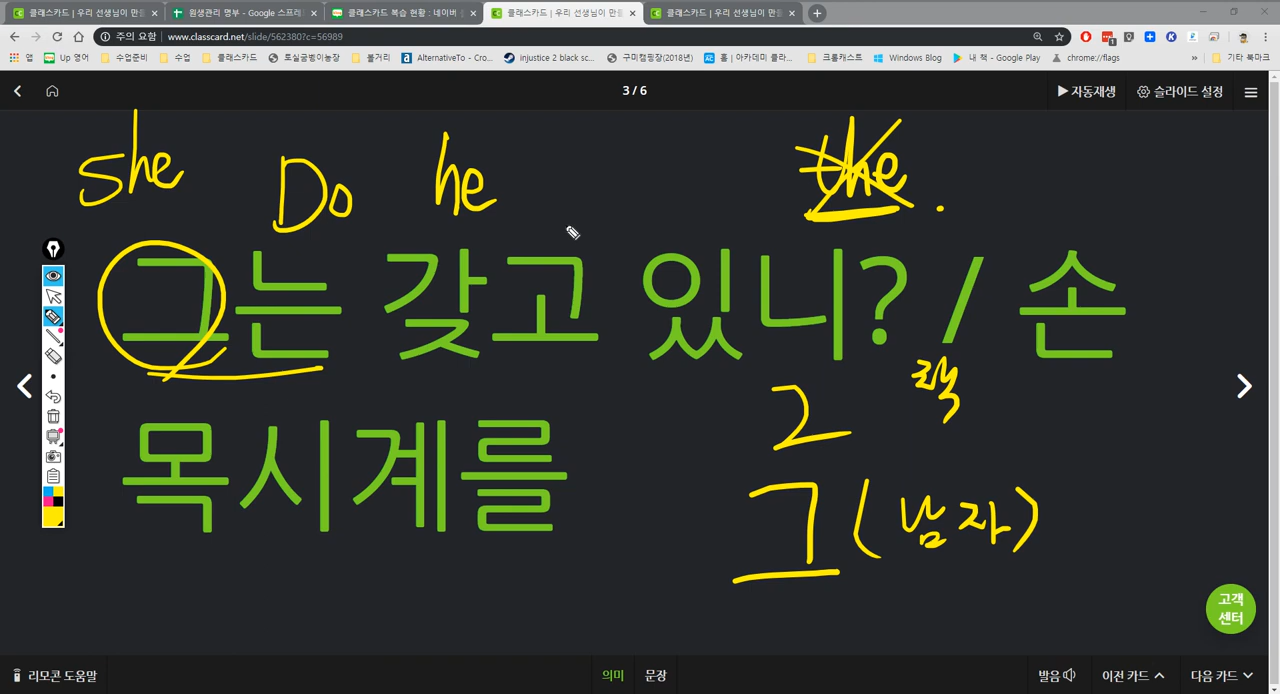 클래스카드 | 우리 선생님이 만든
원생관리 명부 - Google 스프레
클래스카드 복습 현황 : 네이버
클래스카드 | 우리 선생님이 만든
클래스카드 | 우리 선생님이 만든
주의 요함 | www.classcard.net/slide/562380?c=56989
앱 Up 영어 수업준비 수업 클래스카드 토실공벙이농장 볼거리 AlternativeTo - Cro... Injustice 2 black sc... 구미캠핑장(2018년) 홈 | 아카데미 클라... 크롬캐스트 Windows Blog 내 책 - Google Play chrome://flags » 기타 북마크
3 / 6 자동재생 슬라이드 설정
she Do he the.
그는 갖고 있니? / 손
책
2
목시계를
그 (남자)
고객
센터
리모콘 도움말 의미 문장 발음 이전 카드 다음 카드